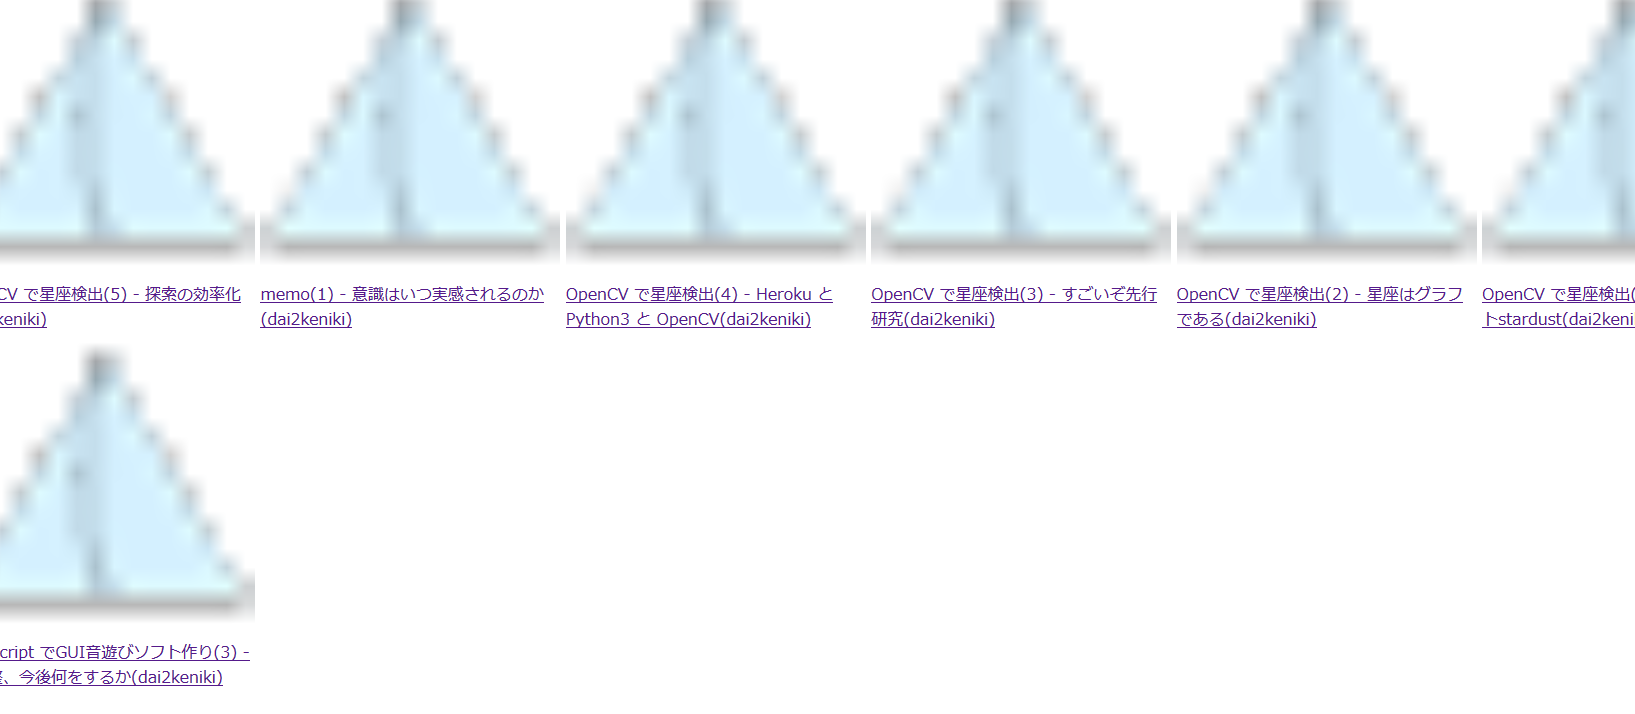 CV で星座検出(5) - 探索の効率化
keniki)
memo(1) - 意識はいつ実感されるのか
(dai2keniki)
OpenCV で星座検出(4) - Heroku と
Python3 と OpenCV(dai2keniki)
OpenCV で星座検出(3) - すごいぞ先行
研究(dai2keniki)
OpenCV で星座検出(2) - 星座はグラフ
である(dai2keniki)
OpenCV で星座検出(
トstardust(dai2keni
cript でGUI音遊びソフト作り(3) -
、今後何をするか(dai2keniki)